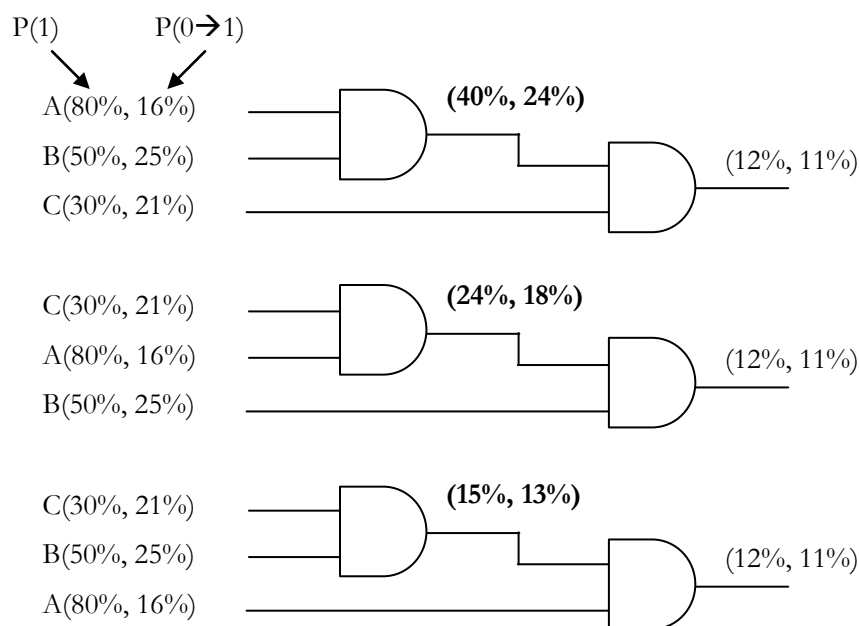 P(1) P(0→1)
A(80%, 16%) (40%, 24%)
B(50%, 25%) (12%, 11%)
C(30%, 21%)
C(30%, 21%) (24%, 18%)
A(80%, 16%) (12%, 11%)
B(50%, 25%)
C(30%, 21%) (15%, 13%)
B(50%, 25%) (12%, 11%)
A(80%, 16%)